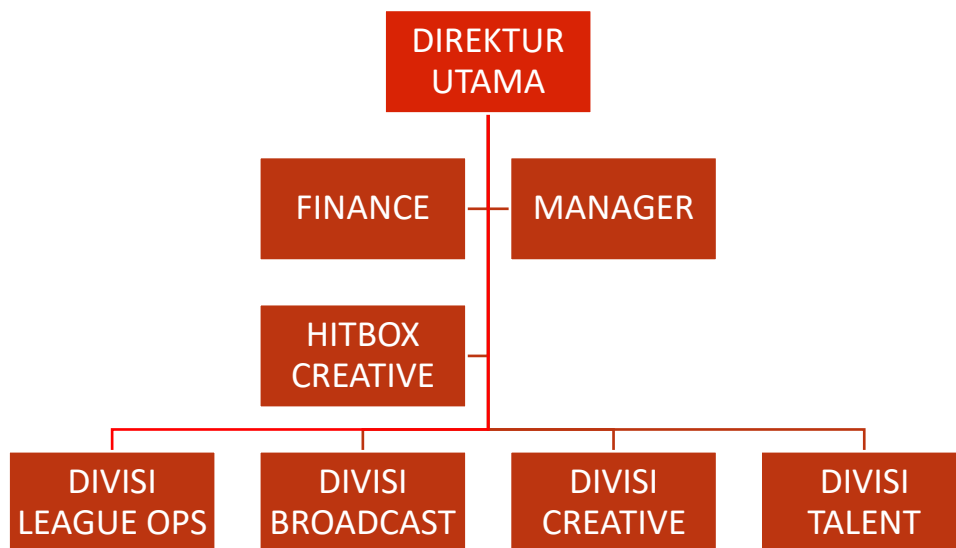 DIREKTUR
UTAMA
FINANCE
MANAGER
HITBOX
CREATIVE
DIVISI
LEAGUE OPS
DIVISI
BROADCAST
DIVISI
CREATIVE
DIVISI
TALENT